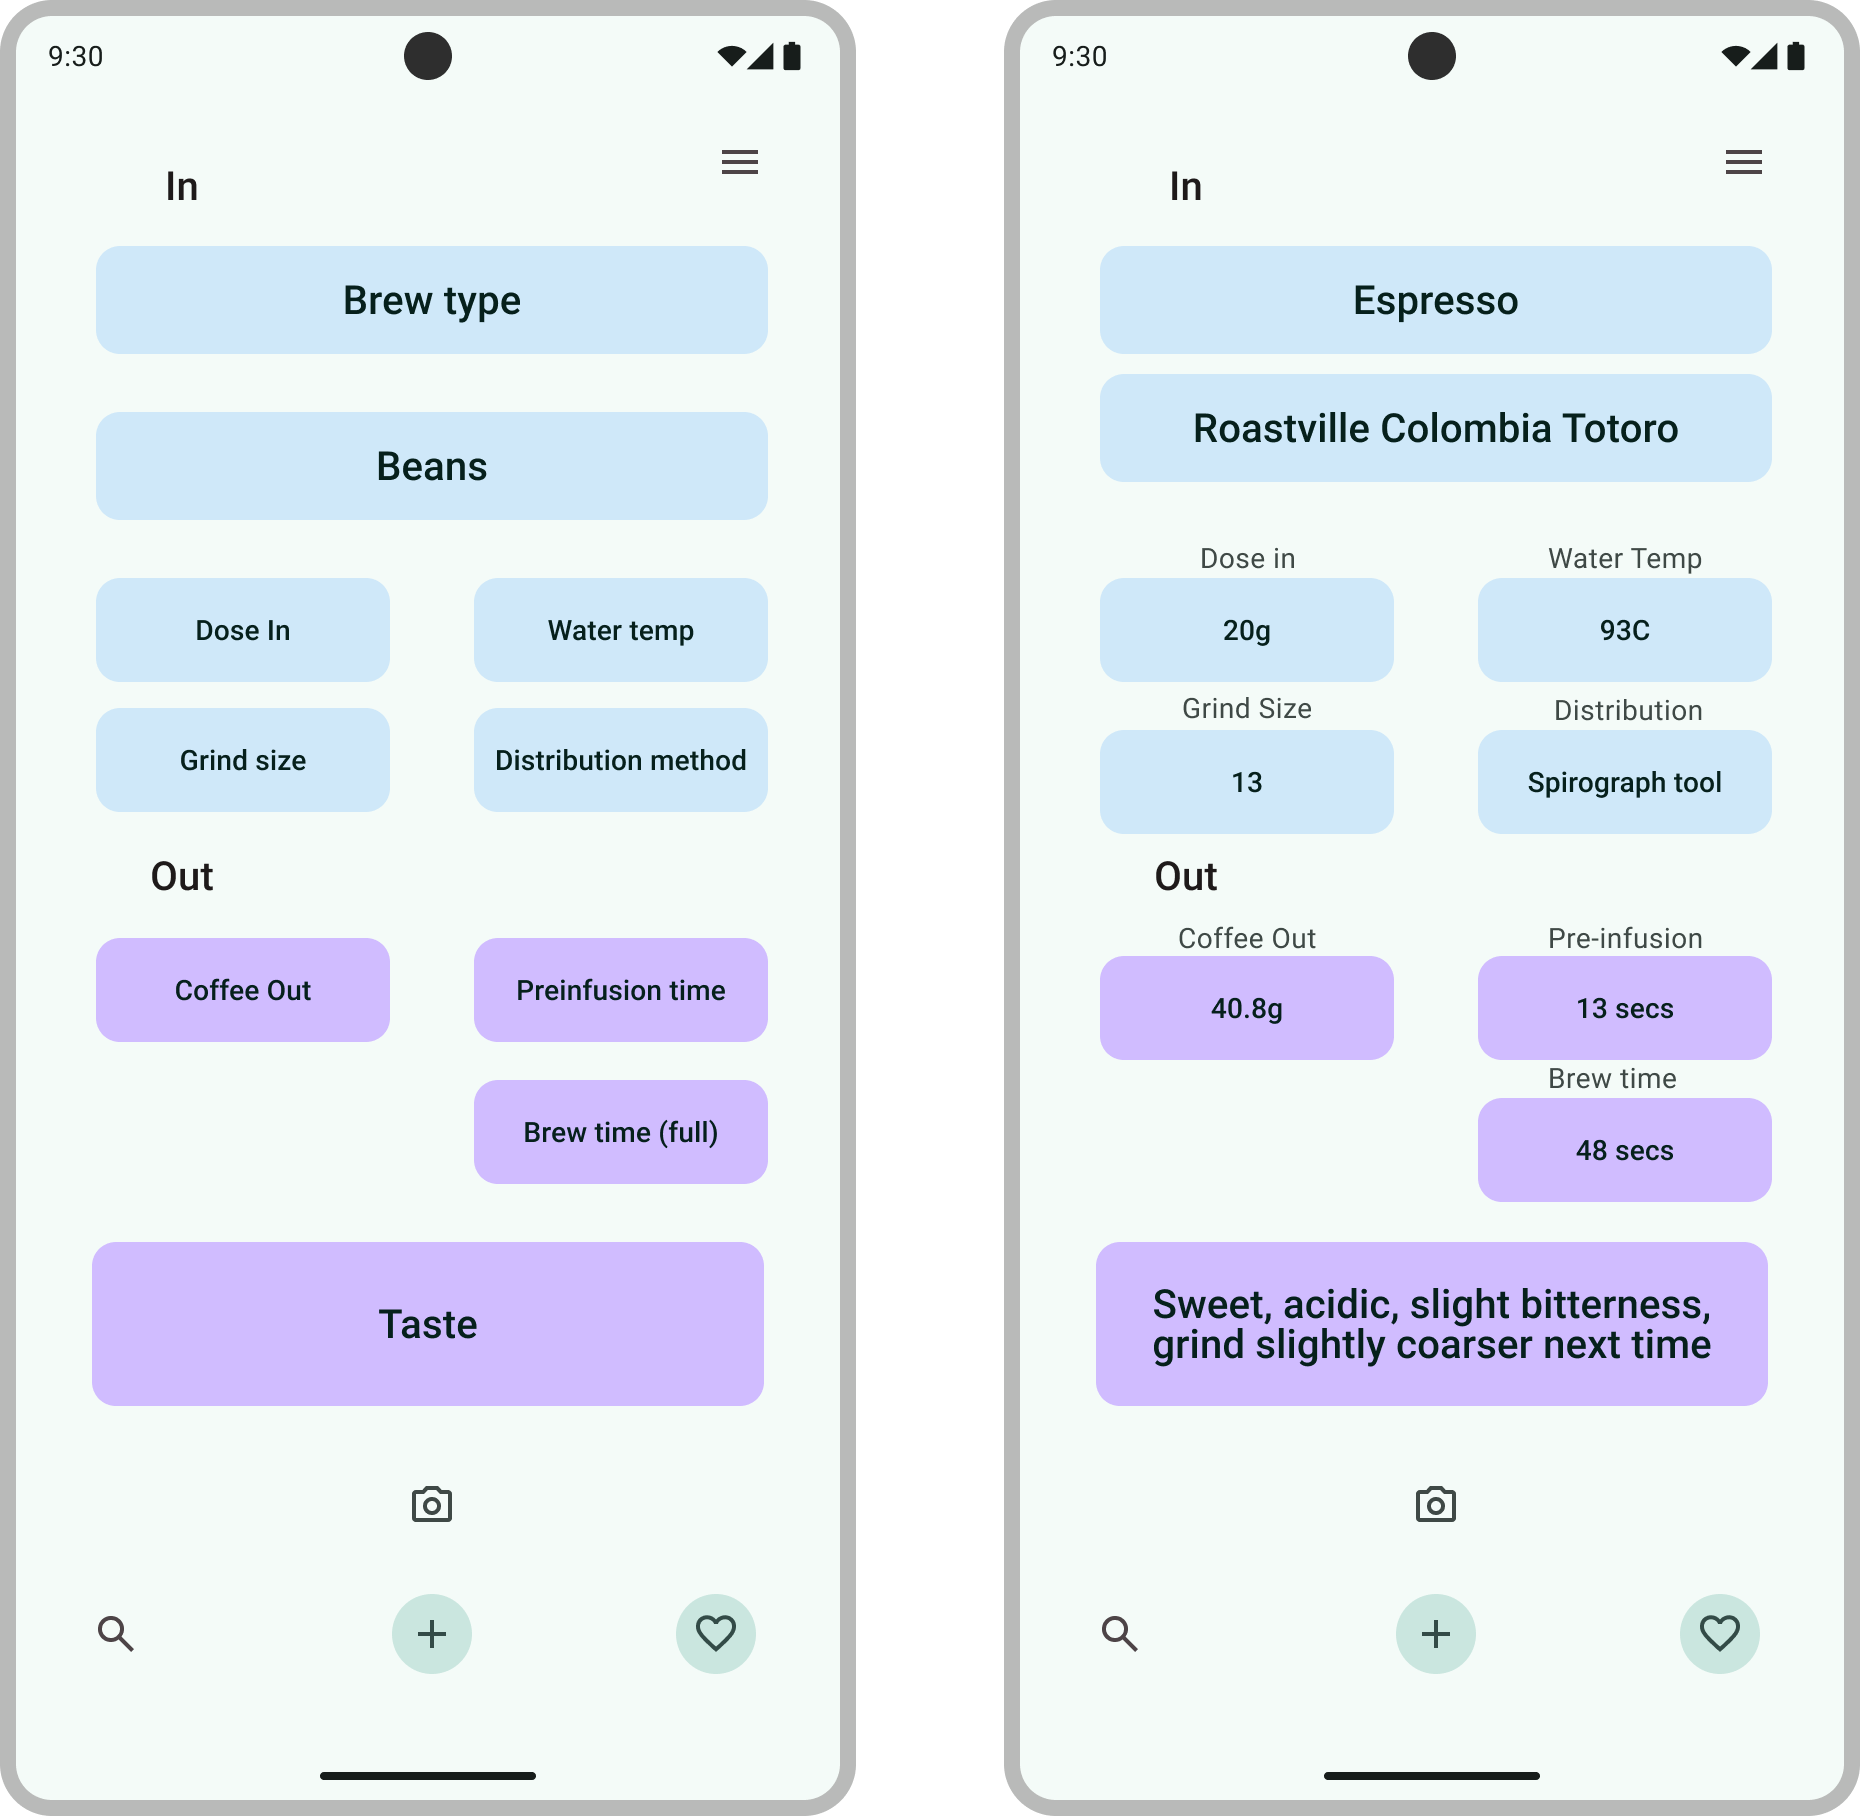 9:30
In
Brew type
Beans
Dose In
Water temp
Grind size
Distribution method
Out
Coffee Out
Preinfusion time
Brew time (full)
Taste
9:30
In
Espresso
Roastville Colombia Totoro
Dose in
Water Temp
20g
93C
Grind Size
Distribution
13
Spirograph tool
Out
Coffee Out
Pre-infusion
40.8g
13 secs
Brew time
48 secs
Sweet, acidic, slight bitterness,
grind slightly coarser next time